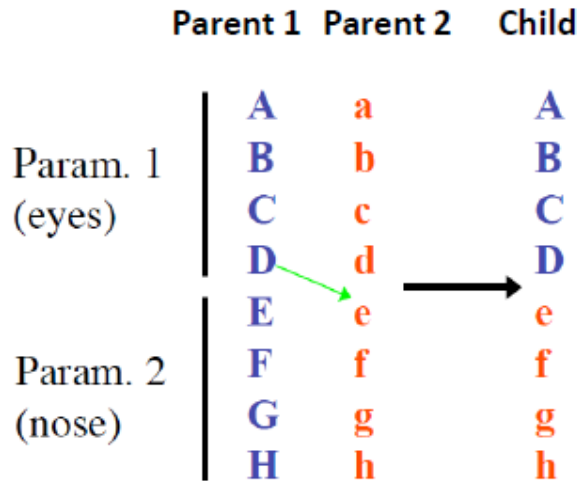 Parent 1 Parent 2 Child
A a A
B b B
Param. 1
(eyes)
C c C
D d D
E e e
F f f
Param. 2
(nose)
G g g
H h h